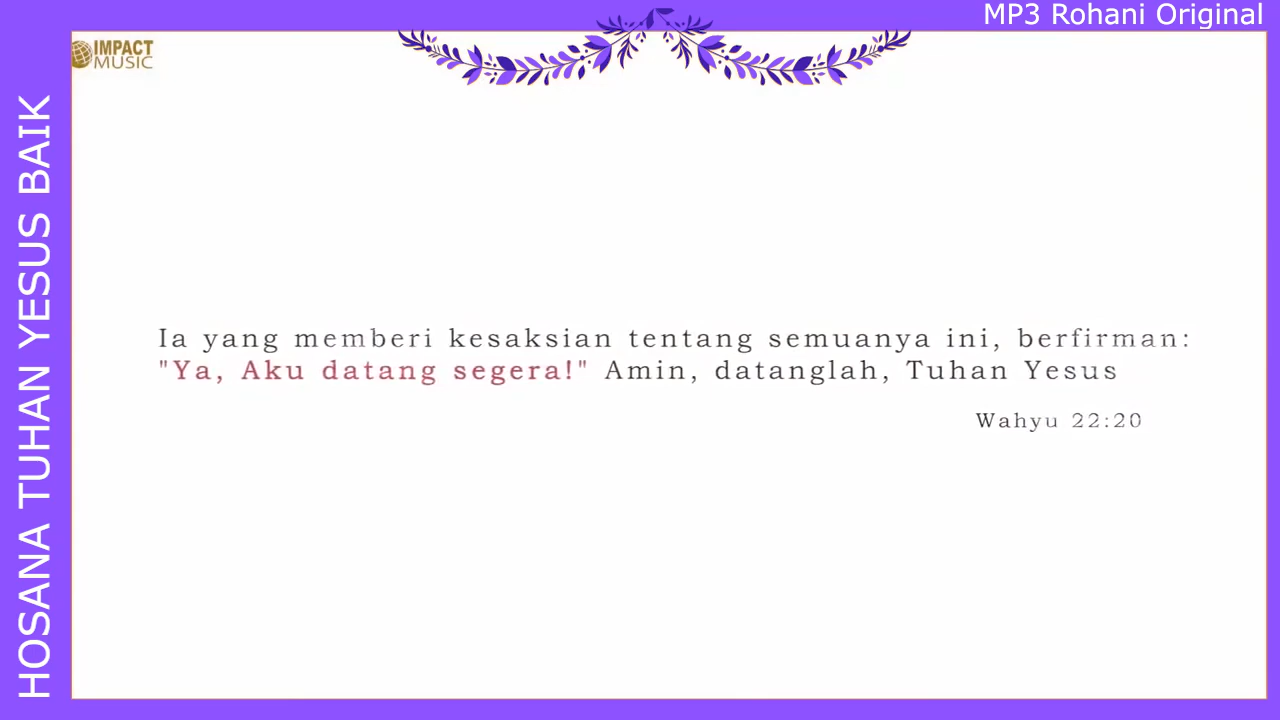 MP3 Rohani Original
IMPACT
MUSIC
HOSANA TUHAN YESUS BAIK
Ia yang memberi kesaksian tentang semuanya ini, berfirman:
"Ya, Aku datang segera!" Amin, datanglah, Tuhan Yesus
Wahyu 22:20